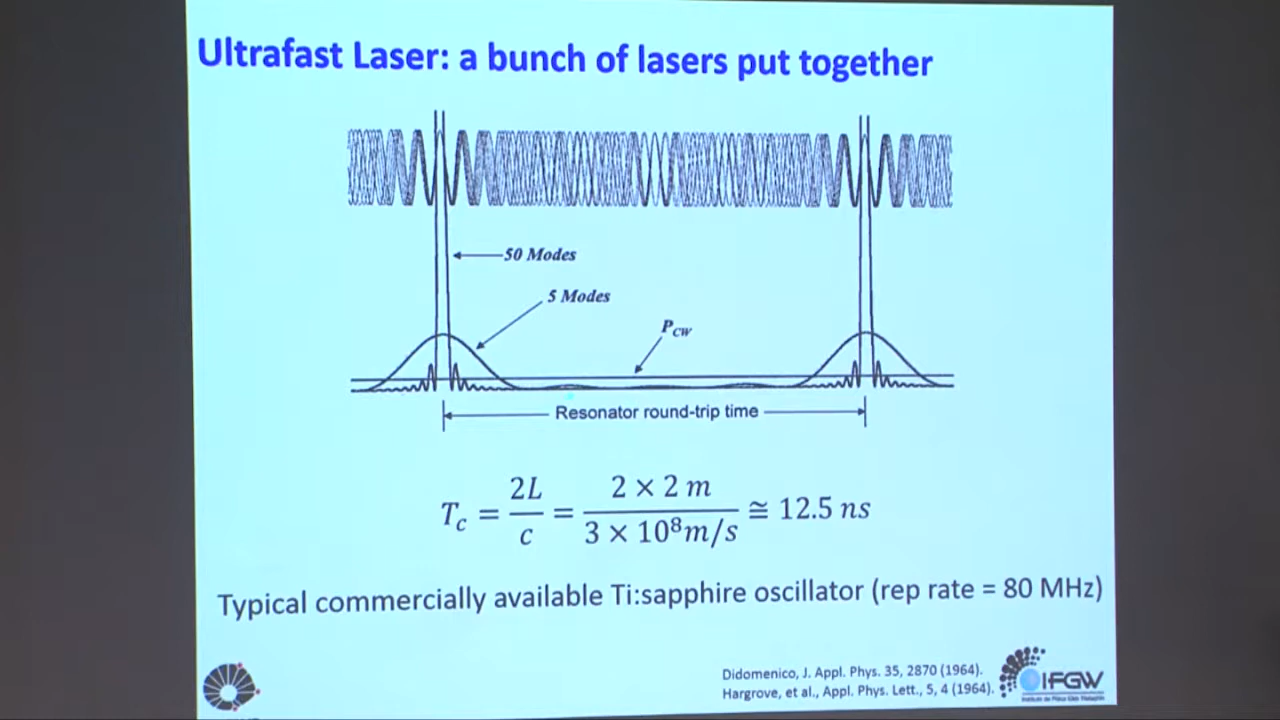 Ultrafast Laser: a bunch of lasers put together
50 Modes
5 Modes
P_CW
Resonator round-trip time
T_c = 2L / c = 2 × 2 m / 3 × 10⁸m/s ≅ 12.5 ns
Typical commercially available Ti:sapphire oscillator (rep rate = 80 MHz)
Didomenico, J. Appl. Phys. 35, 2870 (1964).
Hargrove, et al., Appl. Phys. Lett., 5, 4 (1964).
IFGW